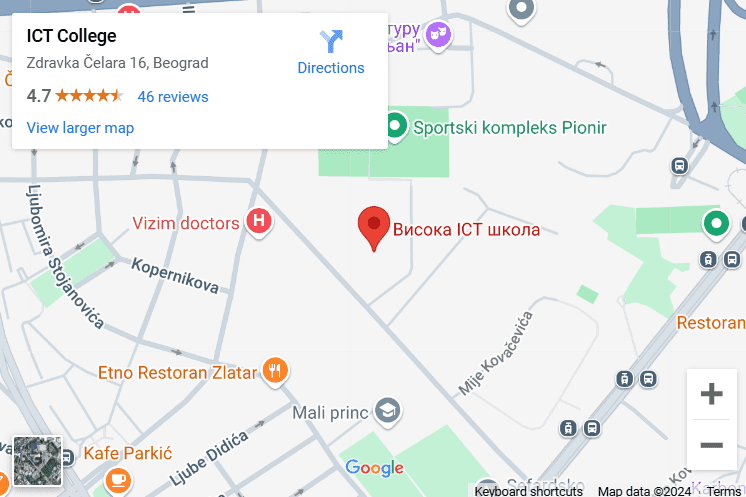 ICT College
Zdravka Čelara 16, Beograd
4.7
46 reviews
View larger map
Directions
Sportski kompleks Pionir
Vizim doctors
Висока ICT школа
Ljubomira Stojanovića
Kopernikova
Restoran
Etno Restoran Zlatar
Mije Kovačevića
Mali princ
Kafe Parkić
Ljube Didića
Google
Keyboard shortcuts
Map data ©2024
Terms